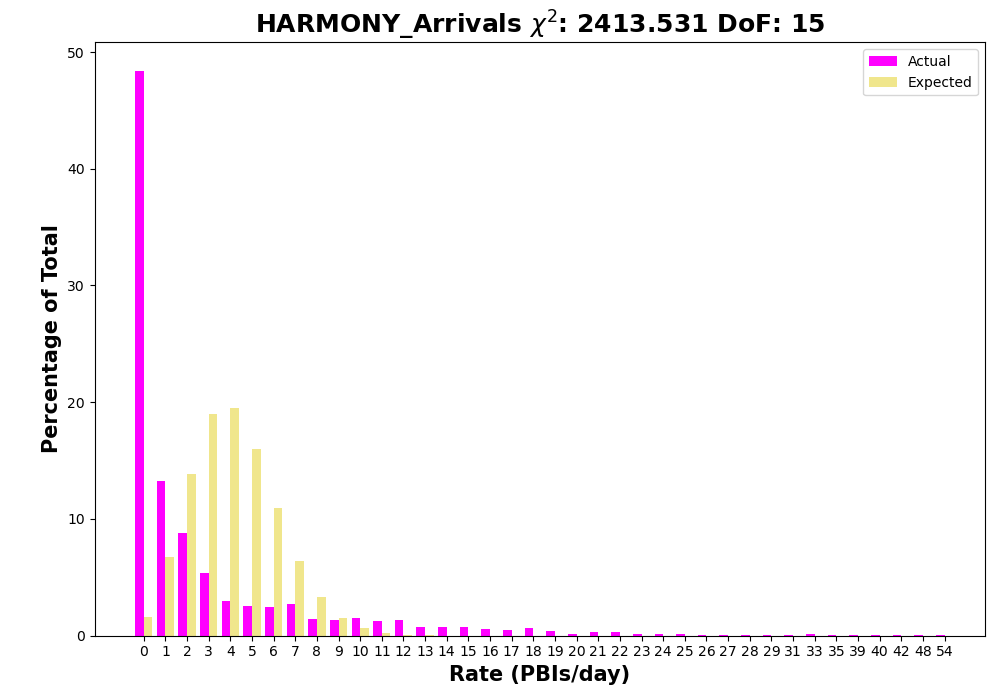 HARMONY_Arrivals χ²: 2413.531 DoF: 15
Actual
Expected
Percentage of Total
50
40
30
20
10
0
0 1 2 3 4 5 6 7 8 9 10 11 12 13 14 15 16 17 18 19 20 21 22 23 24 25 26 27 28 29 31 33 35 39 40 42 48 54
Rate (PBIs/day)